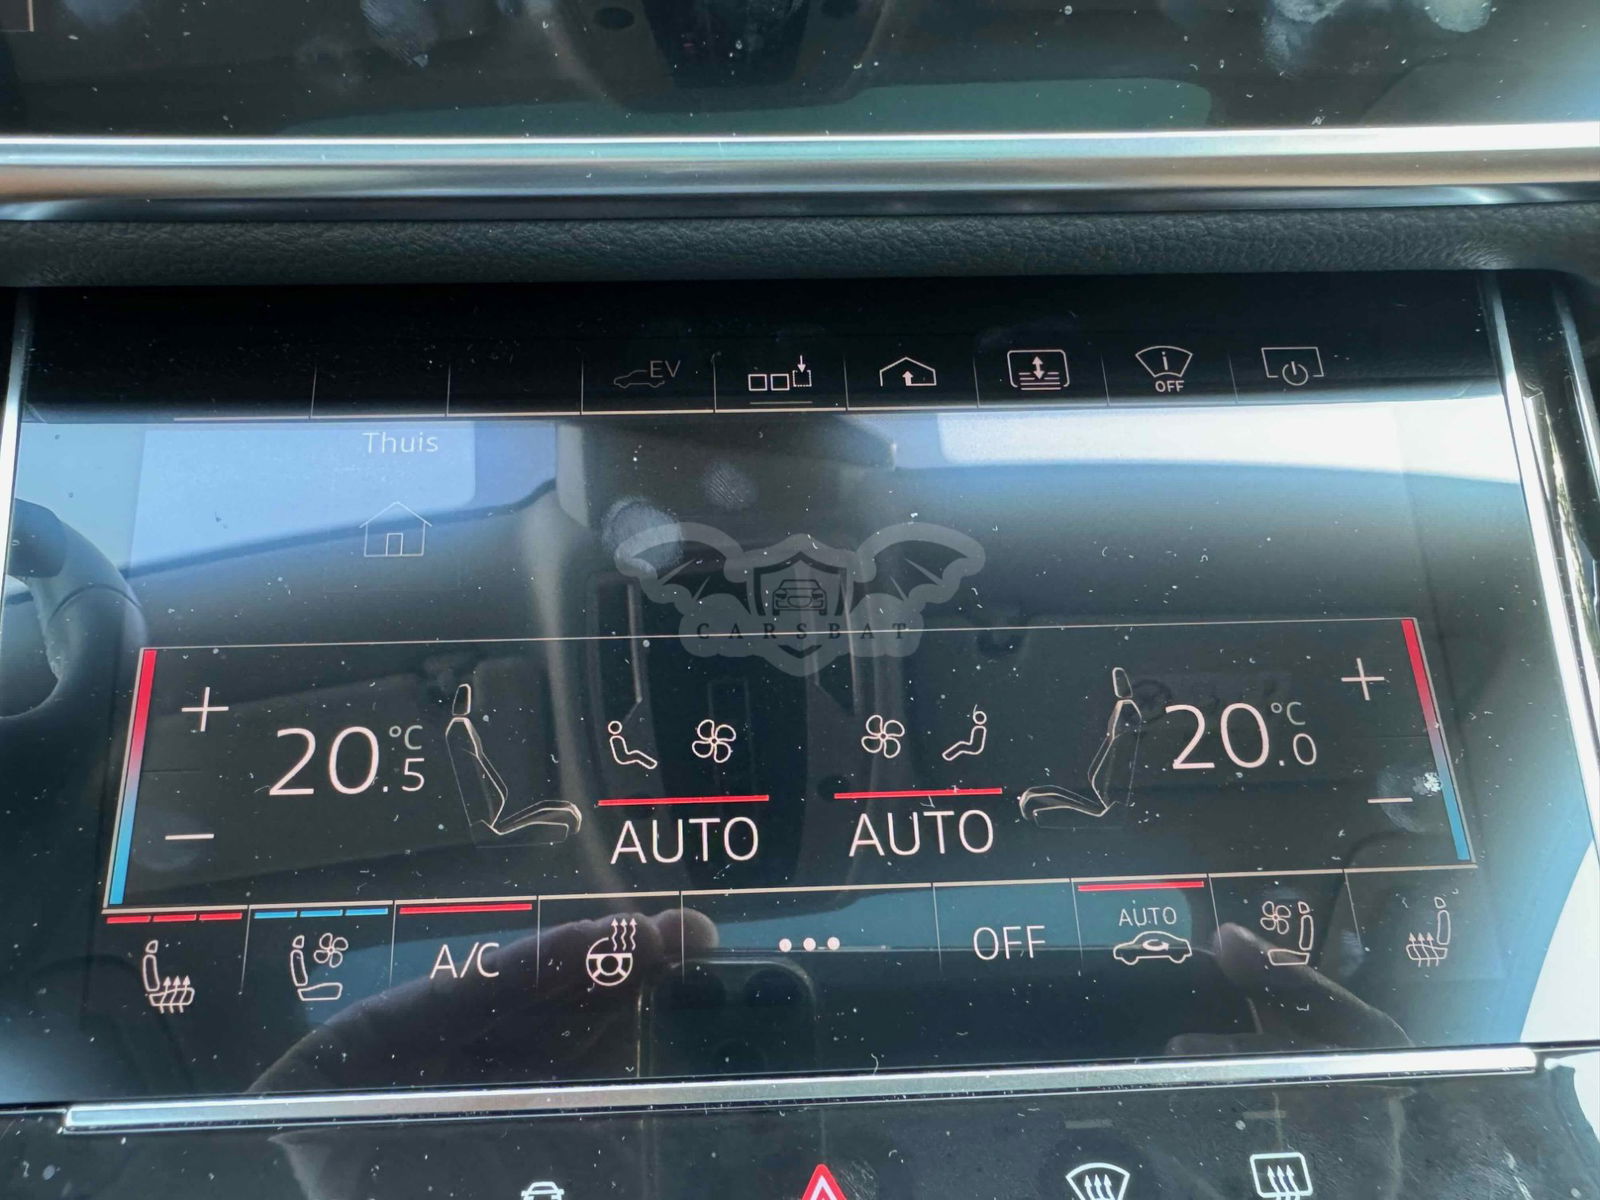 EV
i
OFF
Thuis
CARSBAT
20.5 °C
AUTO
AUTO
20.0 °C
A/C
OFF
AUTO